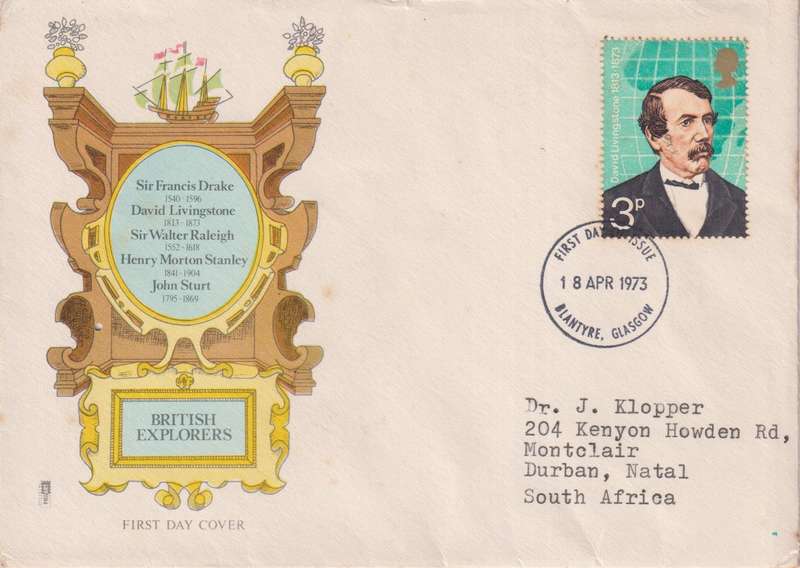 Sir Francis Drake
1540 - 1596
David Livingstone
1813 - 1873
Sir Walter Raleigh
1552 - 1618
Henry Morton Stanley
1841 - 1904
John Sturt
1795 - 1869
BRITISH
EXPLORERS
FIRST DAY COVER
David Livingstone 1813-1873
3P
FIRST DAY OF ISSUE
18 APR 1973
BLANTYRE, GLASGOW
Dr. J. Klopper
204 Kenyon Howden Rd,
Montclair
Durban, Natal
South Africa